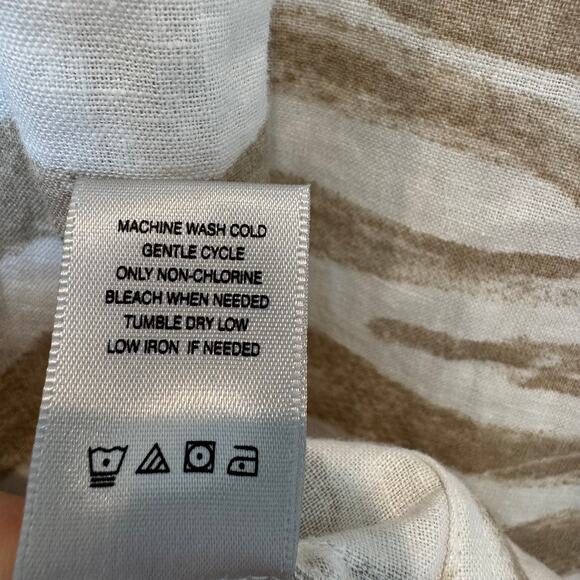 MACHINE WASH COLD
GENTLE CYCLE
ONLY NON-CHLORINE
BLEACH WHEN NEEDED
TUMBLE DRY LOW
LOW IRON IF NEEDED